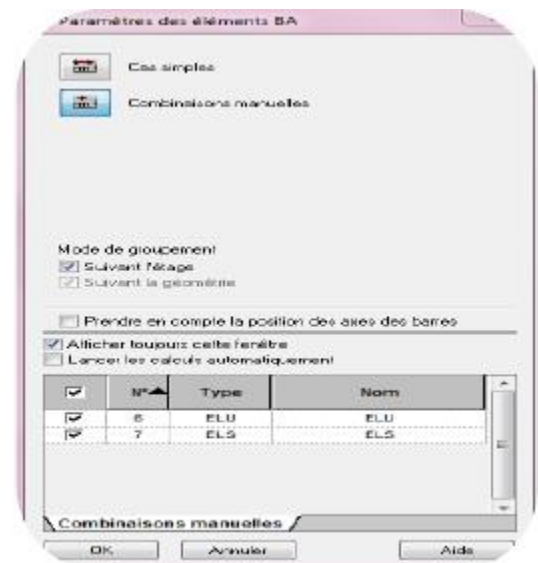 Paramètres des éléments BA
Cas simples
Combinaisons manuelles
Mode de groupement
Suivant l'étage
Suivant la géométrie
Prendre en compte la position des axes des barres
Afficher toujours cette fenêtre
Lancer les calculs automatiquement
N° Type Nom
6 ELU ELU
7 ELS ELS
Combinaisons manuelles
OK Annuler Aide